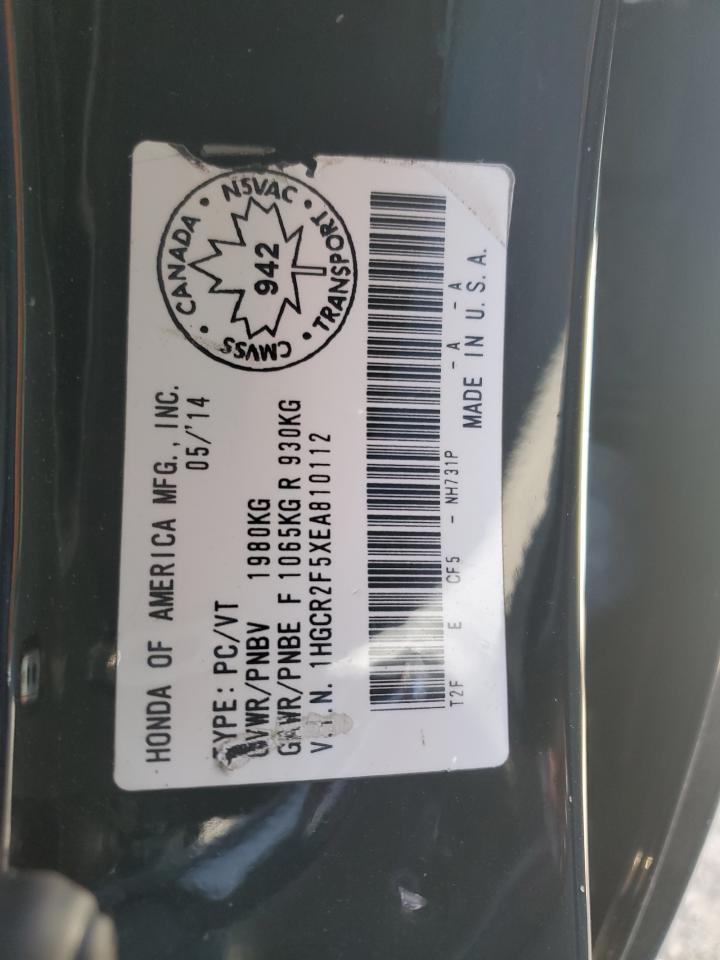 HONDA OF AMERICA MFG., INC.
05/'14
TYPE: PC/VT
GVWR/PNBV 1980KG
GAWR/PNBE F 1065KG R 930KG
V.I.N. 1HGCR2F5XEA810112
CANADA • NSVAC • TRANSPORT • CMVSS •
942
T2F E CF5 - NH731P - A - A
MADE IN U.S.A.